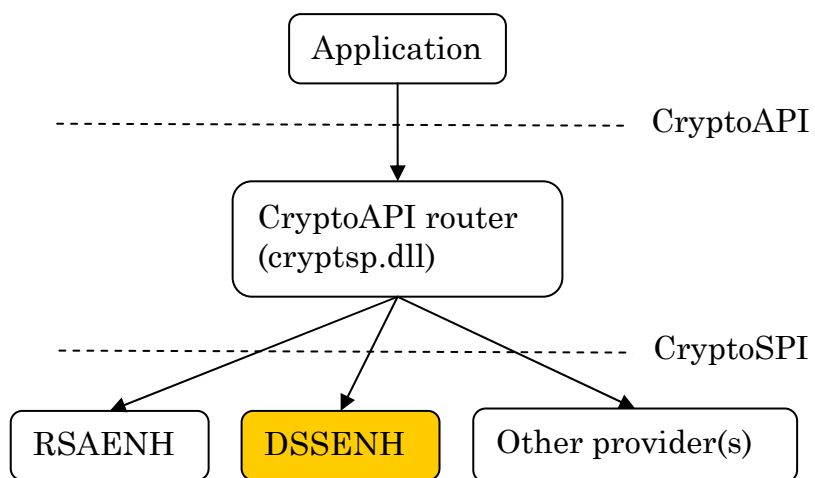 Application
CryptoAPI
CryptoAPI router
(cryptsp.dll)
CryptoSPI
RSAENH
DSSENH
Other provider(s)